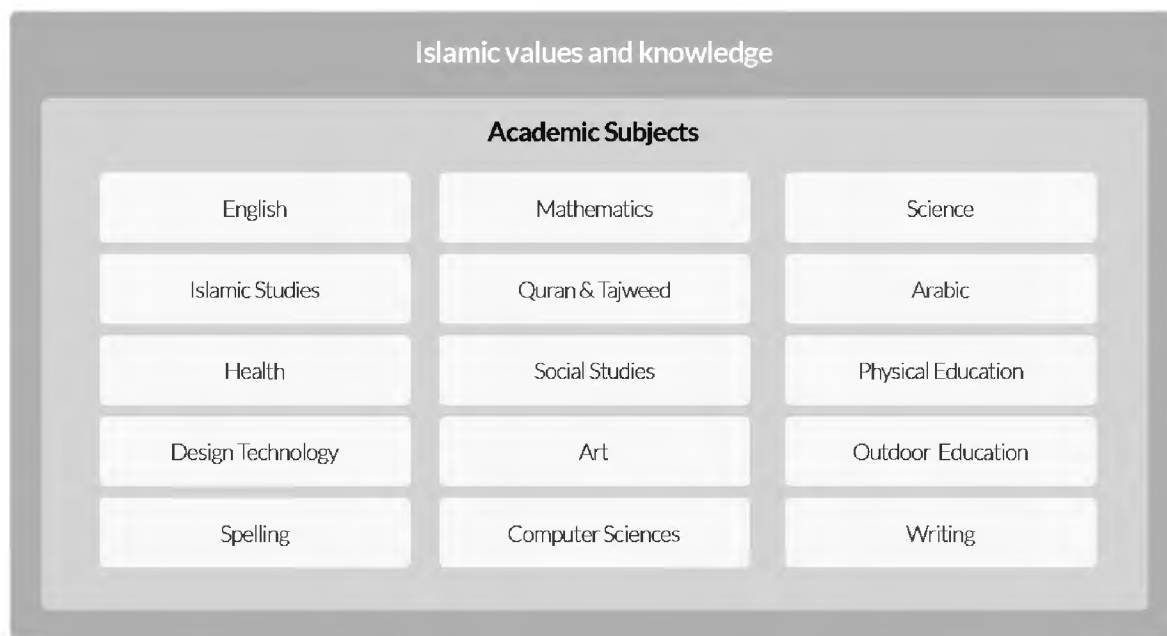 Islamic values and knowledge
Academic Subjects
English
Mathematics
Science
Islamic Studies
Quran & Tajweed
Arabic
Health
Social Studies
Physical Education
Design Technology
Art
Outdoor Education
Spelling
Computer Sciences
Writing